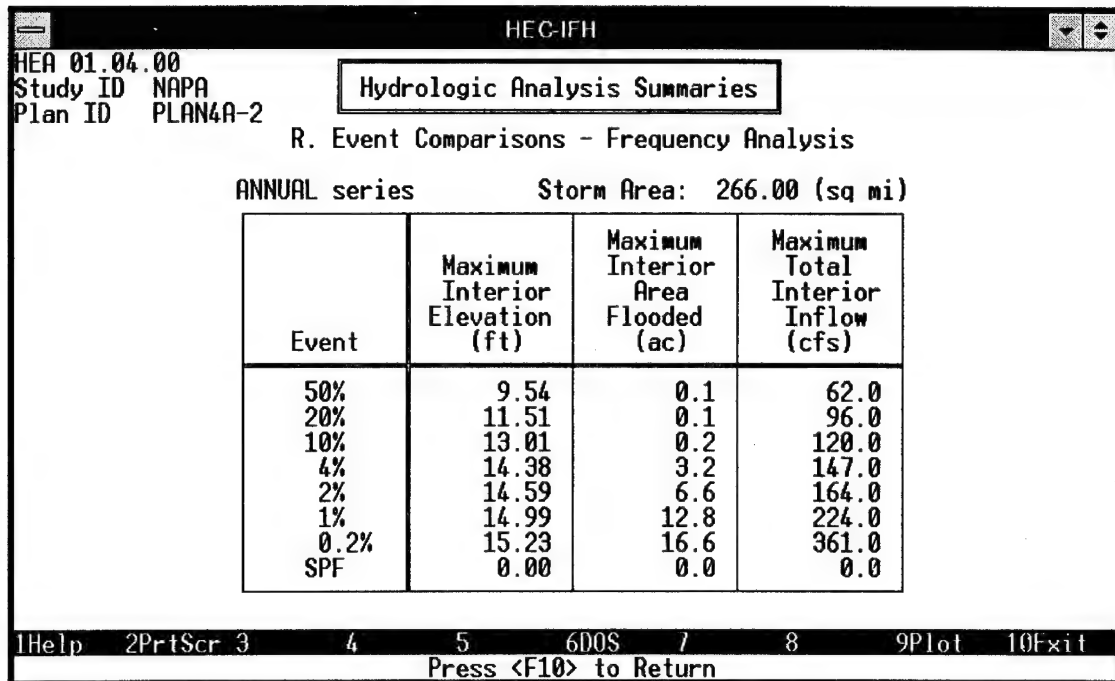 HEC-IFH
HEA 01.04.00
Study ID NAPA
Plan ID PLAN4A-2
Hydrologic Analysis Summaries
R. Event Comparisons - Frequency Analysis
ANNUAL series Storm Area: 266.00 (sq mi)
Event Maximum Interior Elevation (ft) Maximum Interior Area Flooded (ac) Maximum Total Interior Inflow (cfs)
50% 9.54 0.1 62.0
20% 11.51 0.1 96.0
10% 13.01 0.2 120.0
4% 14.38 3.2 147.0
2% 14.59 6.6 164.0
1% 14.99 12.8 224.0
0.2% 15.23 16.6 361.0
SPF 0.00 0.0 0.0
1Help 2PrtScr 3 4 5 6DOS 7 8 9Plot 10Exit
Press <F10> to Return